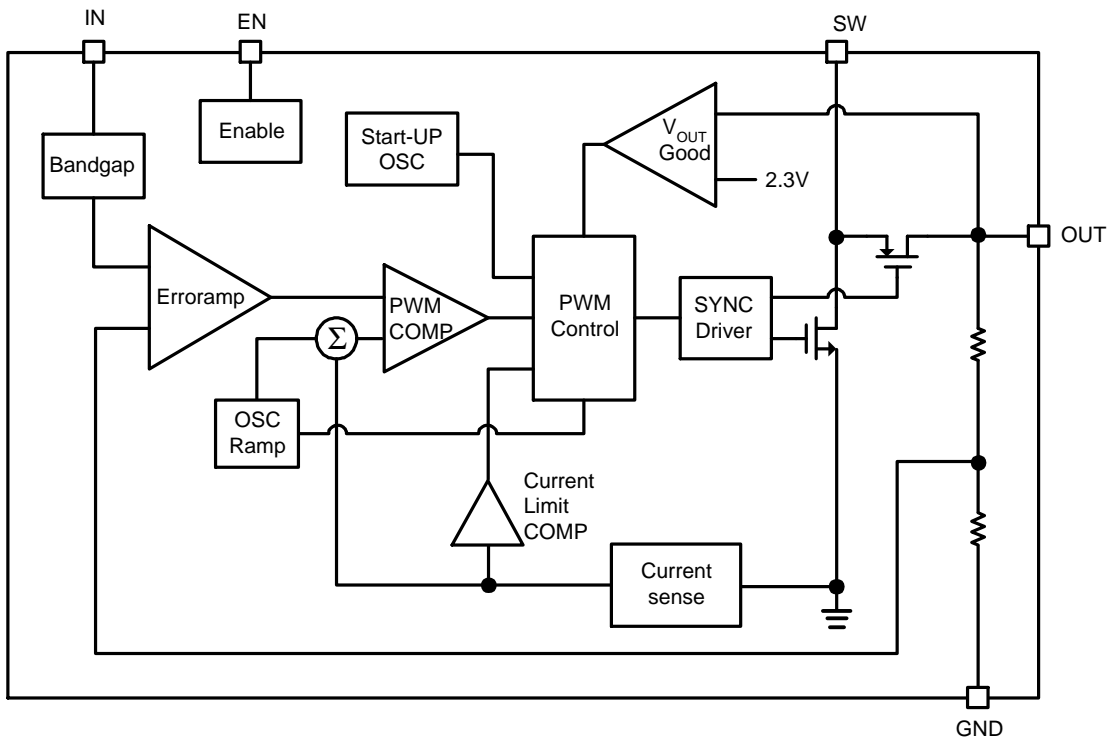 IN
EN
SW
Enable
Start-UP
OSC
V_OUT
Good
2.3V
Bandgap
OUT
Erroramp
PWM
COMP
PWM
Control
SYNC
Driver
Σ
OSC
Ramp
Current
Limit
COMP
Current
sense
GND